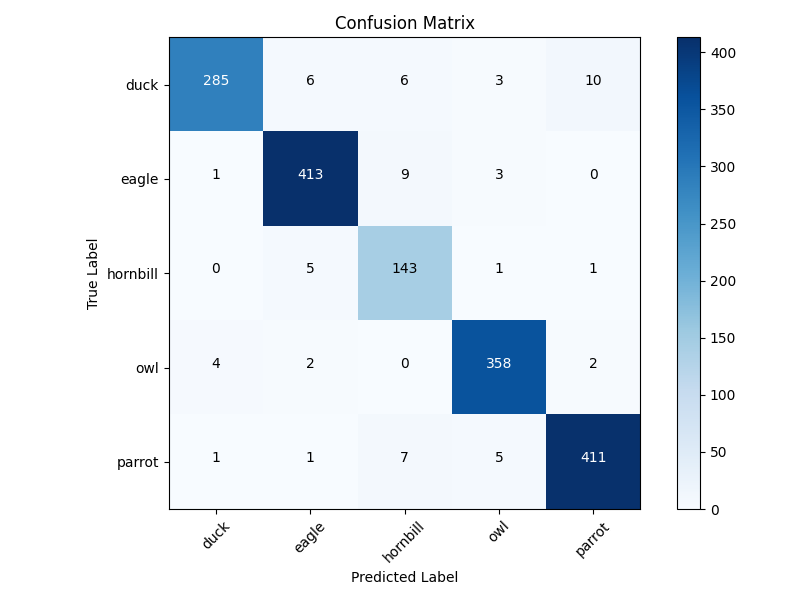 Confusion Matrix
duck 285 6 6 3 10
eagle 1 413 9 3 0
hornbill 0 5 143 1 1
owl 4 2 0 358 2
parrot 1 1 7 5 411
duck eagle hornbill owl parrot
Predicted Label
True Label
400
350
300
250
200
150
100
50
0